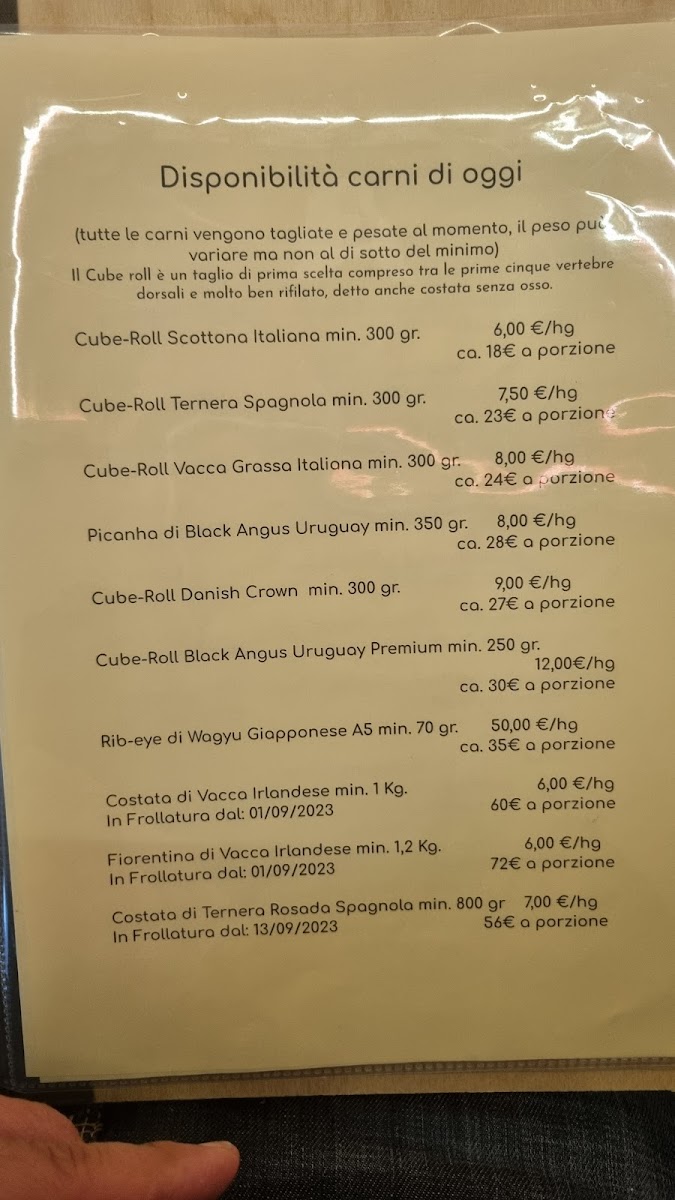 Disponibilità carni di oggi
(tutte le carni vengono tagliate e pesate al momento, il peso può
variare ma non al di sotto del minimo)
Il Cube roll è un taglio di prima scelta compreso tra le prime cinque vertebre
dorsali e molto ben rifilato, detto anche costata senza osso.
Cube-Roll Scottona Italiana min. 300 gr. 6,00 €/hg
ca. 18€ a porzione
Cube-Roll Ternera Spagnola min. 300 gr. 7,50 €/hg
ca. 23€ a porzione
Cube-Roll Vacca Grassa Italiana min. 300 gr. 8,00 €/hg
ca. 24€ a porzione
Picanha di Black Angus Uruguay min. 350 gr. 8,00 €/hg
ca. 28€ a porzione
Cube-Roll Danish Crown min. 300 gr. 9,00 €/hg
ca. 27€ a porzione
Cube-Roll Black Angus Uruguay Premium min. 250 gr.
12,00€/hg
ca. 30€ a porzione
Rib-eye di Wagyu Giapponese A5 min. 70 gr. 50,00 €/hg
ca. 35€ a porzione
Costata di Vacca Irlandese min. 1 Kg. 6,00 €/hg
In Frollatura dal: 01/09/2023 60€ a porzione
Fiorentina di Vacca Irlandese min. 1,2 Kg. 6,00 €/hg
In Frollatura dal: 01/09/2023 72€ a porzione
Costata di Ternera Rosada Spagnola min. 800 gr 7,00 €/hg
In Frollatura dal: 13/09/2023 56€ a porzione